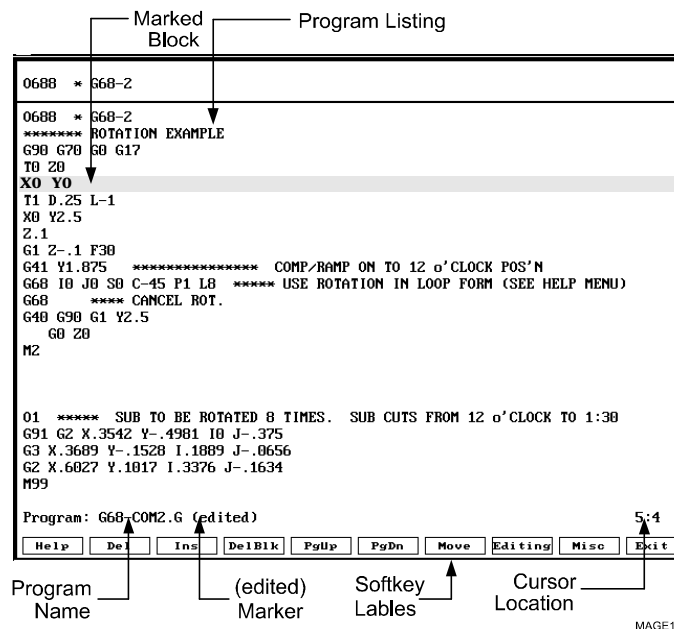 Marked Block
Program Listing
O688 * G68-2
O688 * G68-2
******* ROTATION EXAMPLE
G90 G70 G0 G17
T0 Z0
X0 Y0
T1 D.25 L-1
X0 Y2.5
Z.1
G1 Z-.1 F30
G41 Y1.875 *************** COMP/RAMP ON TO 12 o'CLOCK POS'N
G68 I0 J0 S0 C-45 P1 L8 ***** USE ROTATION IN LOOP FORM (SEE HELP MENU)
G68 **** CANCEL ROT.
G40 G90 G1 Y2.5
G0 Z0
M2
O1 ***** SUB TO BE ROTATED 8 TIMES. SUB CUTS FROM 12 o'CLOCK TO 1:30
G91 G2 X.3542 Y-.4981 I0 J-.375
G3 X.3689 Y-.1528 I.1889 J-.0656
G2 X.6027 Y.1017 I.3376 J-.1634
M99
Program: G68-COM2.G (edited) 5:4
Help Del Ins DelBlk PgUp PgDn Move Editing Misc Exit
Program Name
(edited) Marker
Softkey Lables
Cursor Location
MAGE1